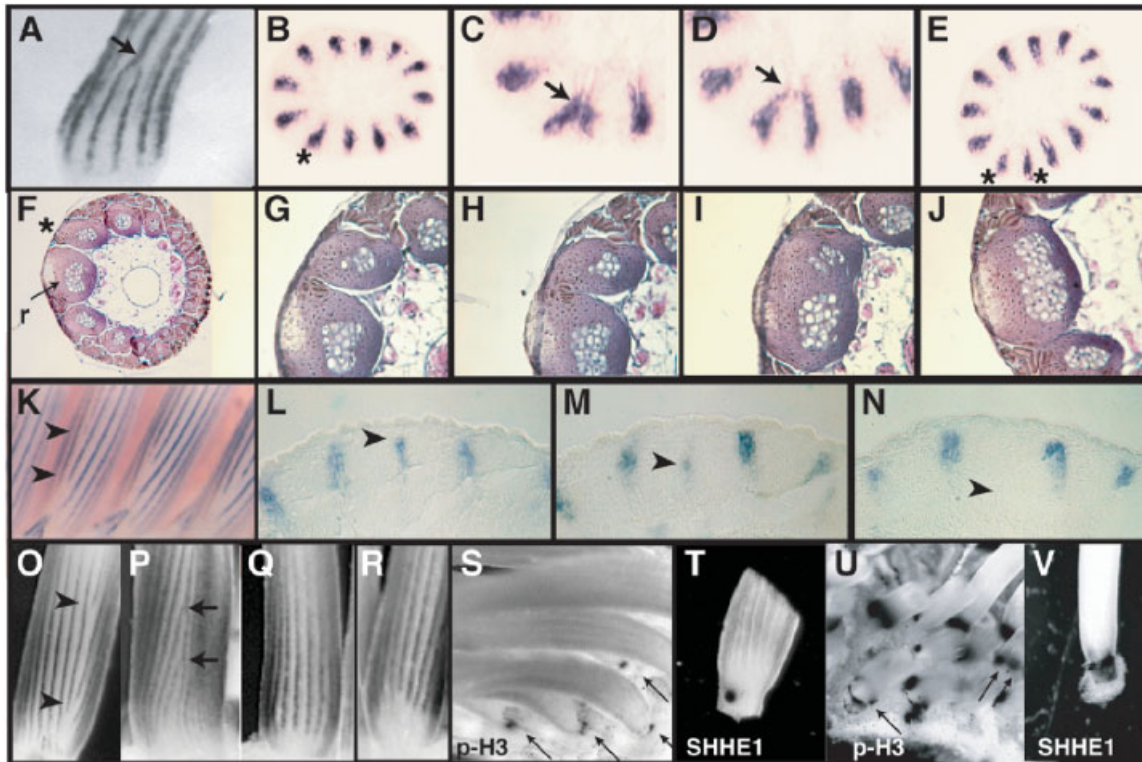 A B C D E
* * *
F G H I J
*
r
K L M N
O P Q R S T U V
p-H3 SHHE1 p-H3 SHHE1